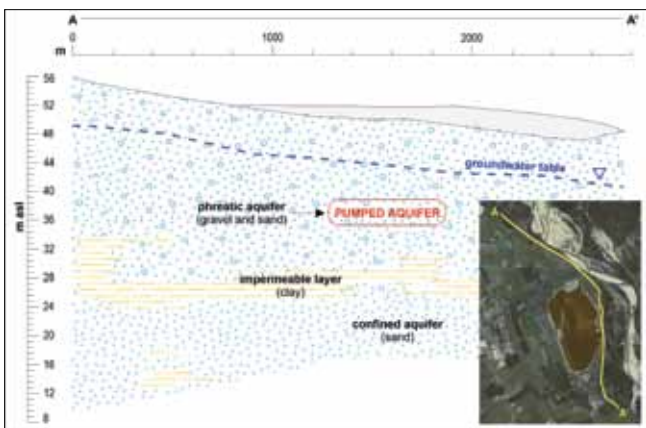 A A'
0 1000 2000
m
56
52
48
44
40
36
32
28
24
20
16
12
8
m asl
groundwater table
phreatic aquifer
(gravel and sand)
PUMPED AQUIFER
impermeable layer
(clay)
confined aquifer
(sand)
A
A'